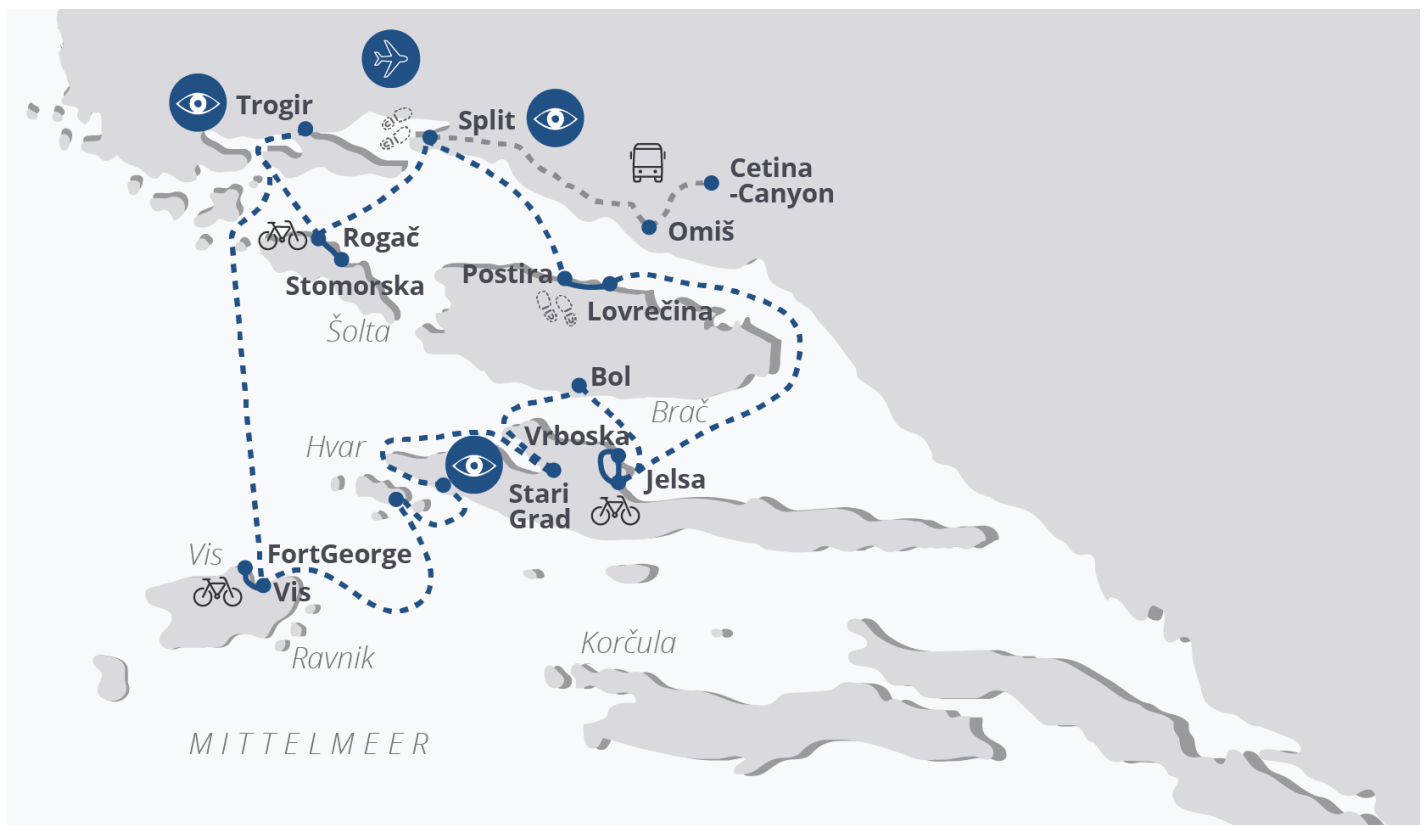 Trogir
Split
Cetina
-Canyon
Omiš
Rogač
Stomorska
Šolta
Postira
Lovrečina
Bol
Brač
Hvar
Vrboska
Jelsa
Stari
Grad
Vis
FortGeorge
Vis
Ravnik
Korčula
MITTELMEER